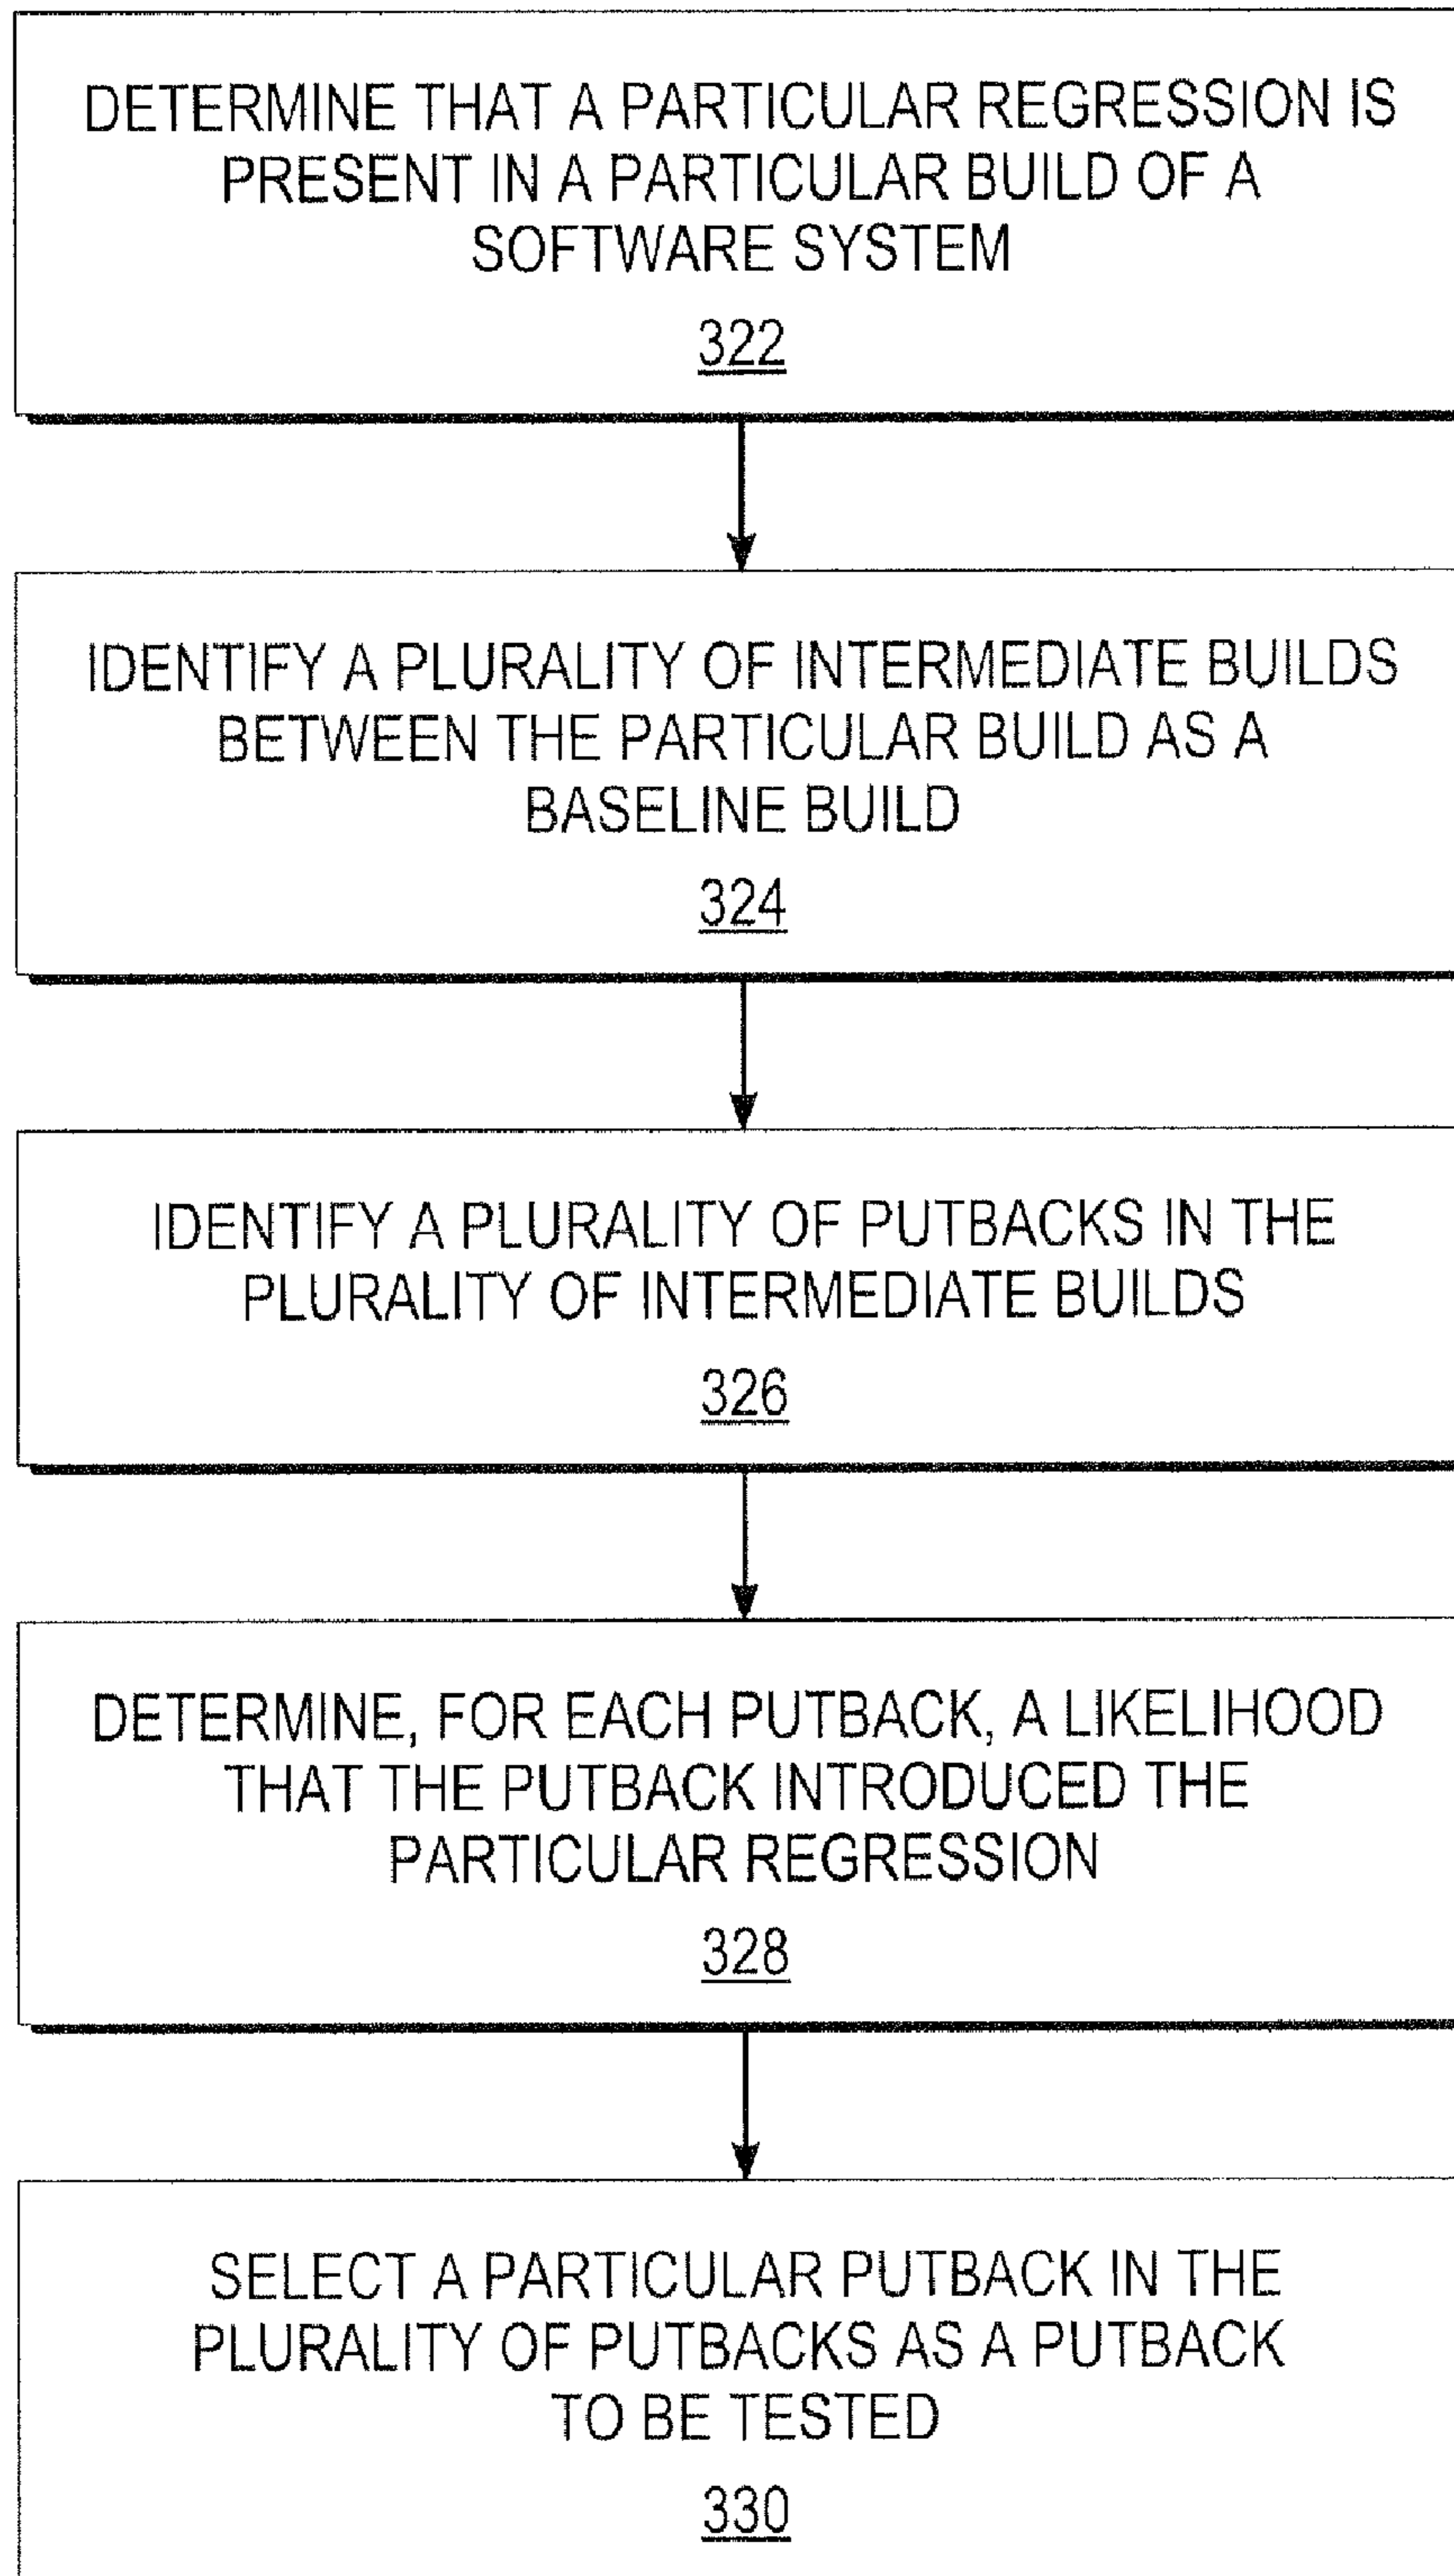 DETERMINE THAT A PARTICULAR REGRESSION IS
PRESENT IN A PARTICULAR BUILD OF A
SOFTWARE SYSTEM
322
IDENTIFY A PLURALITY OF INTERMEDIATE BUILDS
BETWEEN THE PARTICULAR BUILD AS A
BASELINE BUILD
324
IDENTIFY A PLURALITY OF PUTBACKS IN THE
PLURALITY OF INTERMEDIATE BUILDS
326
DETERMINE, FOR EACH PUTBACK, A LIKELIHOOD
THAT THE PUTBACK INTRODUCED THE
PARTICULAR REGRESSION
328
SELECT A PARTICULAR PUTBACK IN THE
PLURALITY OF PUTBACKS AS A PUTBACK
TO BE TESTED
330